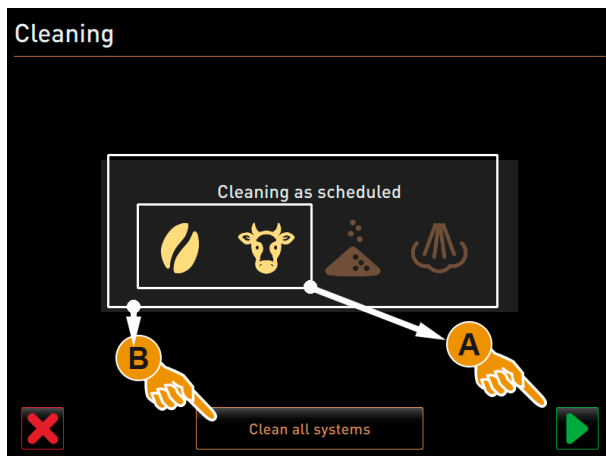 Cleaning
Cleaning as scheduled
A
B
Clean all systems